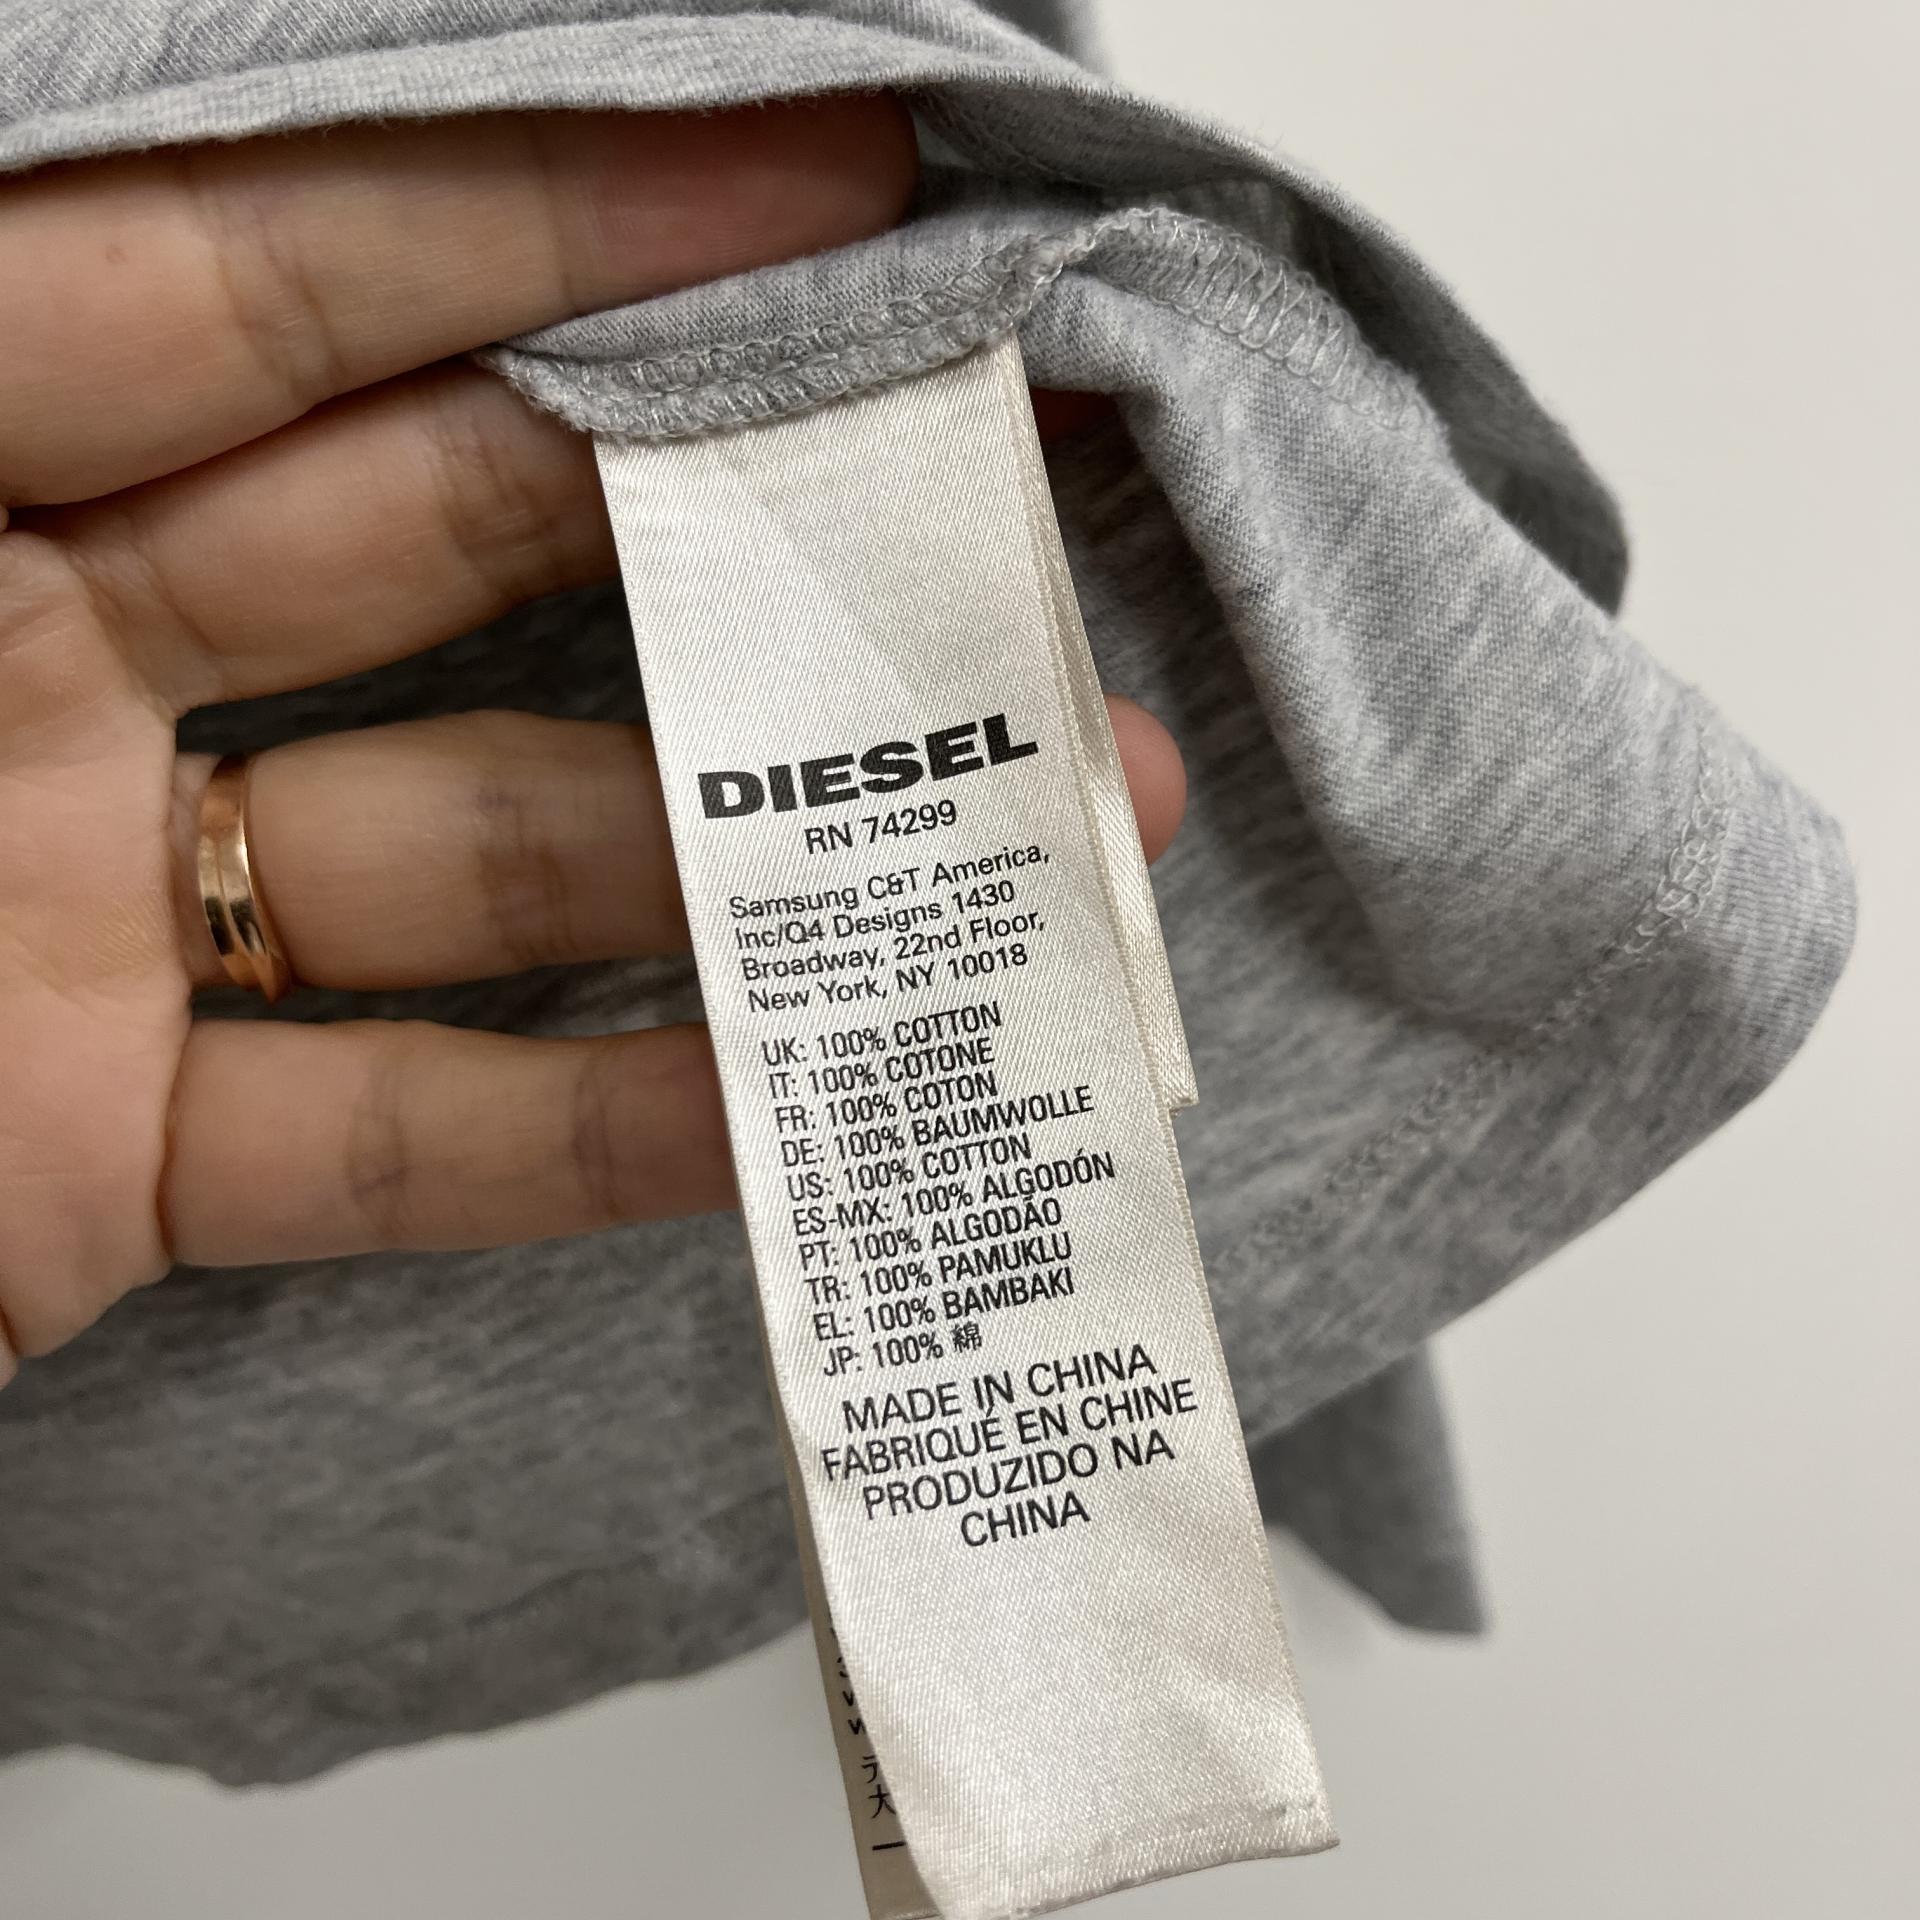 DIESEL
RN 74299
Samsung C&T America,
Inc/Q4 Designs 1430
Broadway, 22nd Floor,
New York, NY 10018
UK: 100% COTTON
IT: 100% COTONE
FR: 100% COTON
DE: 100% BAUMWOLLE
US: 100% COTTON
ES-MX: 100% ALGODÓN
PT: 100% ALGODÃO
TR: 100% PAMUKLU
EL: 100% BAMBAKI
JP: 100% 綿
MADE IN CHINA
FABRIQUÉ EN CHINE
PRODUZIDO NA
CHINA